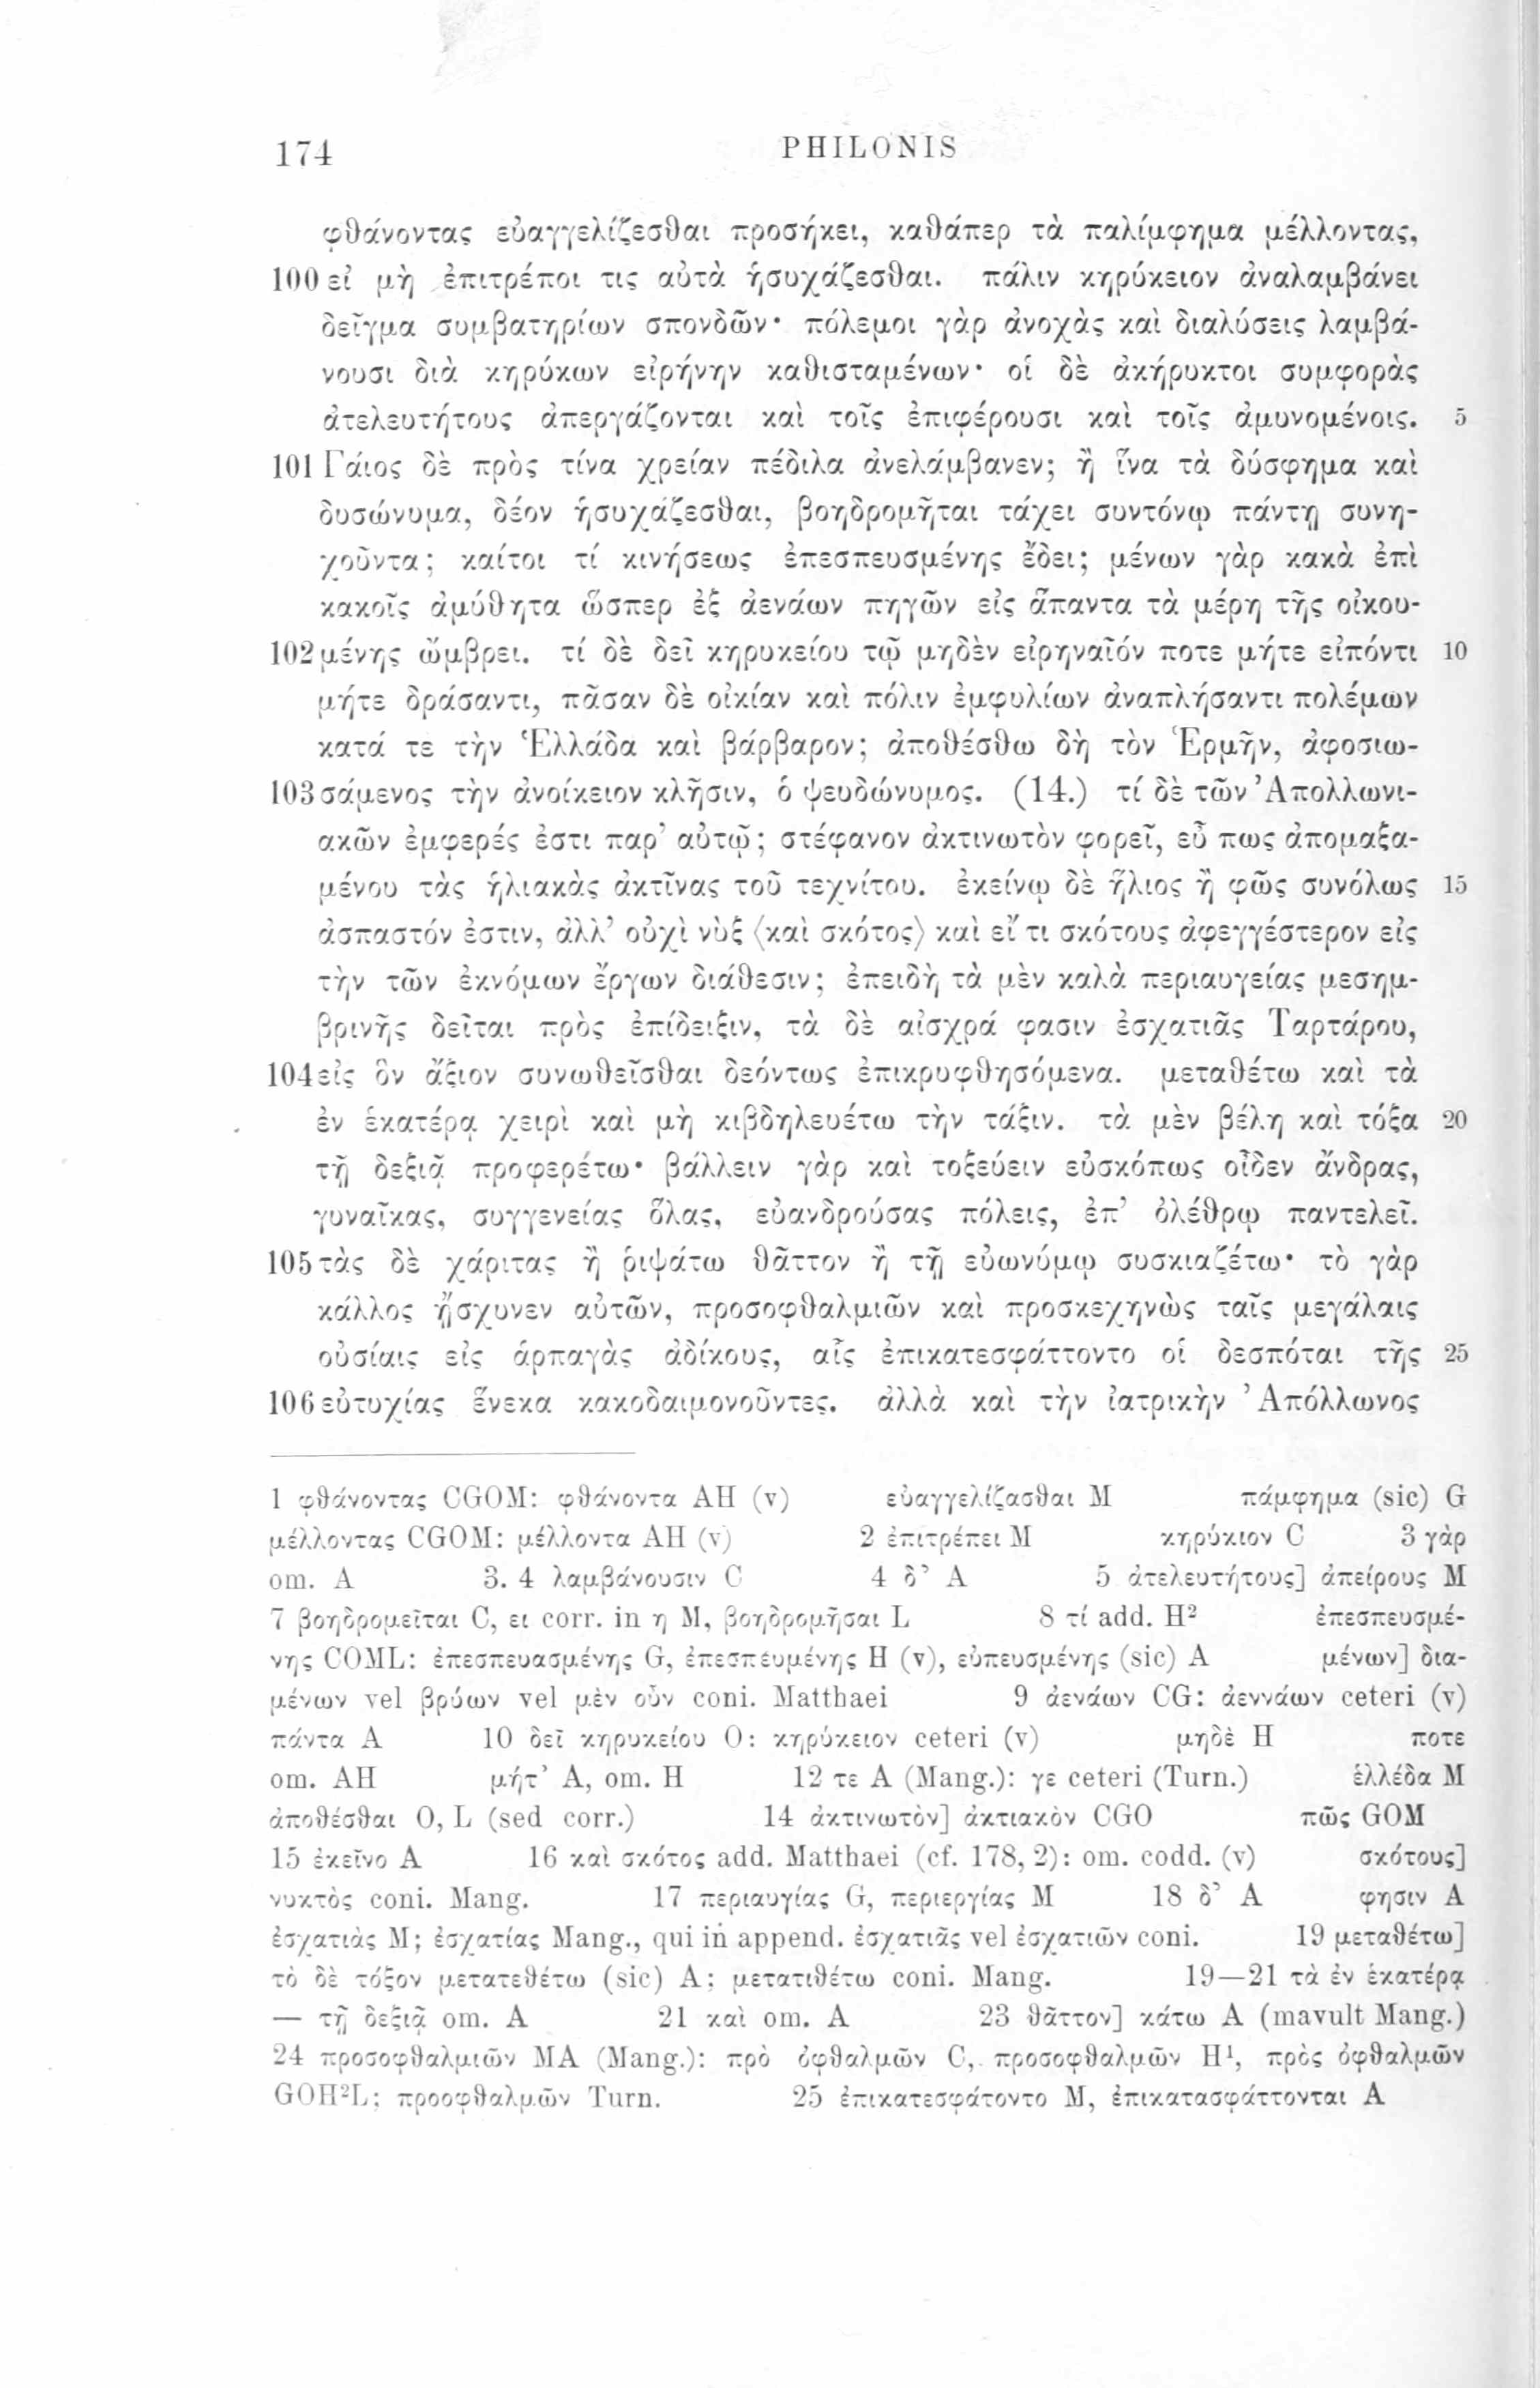 174
PHILONIS
φθάνοντας εὐαγγελίζεσθαι προσήκει, καθάπερ τὰ παλίμφημα μέλλοντας,
100 εἰ μὴ ἐπιτρέποι τις αὐτὰ ἡσυχάζεσθαι. πάλιν κηρύκειον ἀναλαμβάνει
δεῖγμα συμβατηρίων σπονδῶν· πόλεμοι γὰρ ἀνοχὰς καὶ διαλύσεις λαμβά-
νουσι διὰ κηρύκων εἰρήνην καθισταμένων· οἱ δὲ ἀκήρυκτοι συμφορὰς
ἀτελευτήτους ἀπεργάζονται καὶ τοῖς ἐπιφέρουσι καὶ τοῖς ἀμυνομένοις. 5
101 Γάιος δὲ πρὸς τίνα χρείαν πέδιλα ἀνελάμβανεν; ἢ ἵνα τὰ δύσφημα καὶ
δυσώνυμα, δέον ἡσυχάζεσθαι, βοηδρομῆται τάχει συντόνῳ πάντῃ συνη-
χοῦντα; καίτοι τί κινήσεως ἐπεσπευσμένης ἔδει; μένων γὰρ κακὰ ἐπὶ
κακοῖς ἀμύθητα ὥσπερ ἐξ ἀενάων πηγῶν εἰς ἅπαντα τὰ μέρη τῆς οἰκου-
102 μένης ὤμβρει. τί δὲ δεῖ κηρυκείου τῷ μηδὲν εἰρηναῖόν ποτε μήτε εἰπόντι 10
μήτε δράσαντι, πᾶσαν δὲ οἰκίαν καὶ πόλιν ἐμφυλίων ἀναπλήσαντι πολέμων
κατά τε τὴν Ἑλλάδα καὶ βάρβαρον; ἀποθέσθω δὴ τὸν Ἑρμῆν, ἀφοσιω-
103 σάμενος τὴν ἀνοίκειον κλῆσιν, ὁ ψευδώνυμος. (14.) τί δὲ τῶν Ἀπολλωνι-
ακῶν ἐμφερές ἐστι παρ’ αὐτῷ; στέφανον ἀκτινωτὸν φορεῖ, εὖ πως ἀπομαξα-
μένου τὰς ἡλιακὰς ἀκτῖνας τοῦ τεχνίτου. ἐκείνῳ δὲ ἥλιος ἢ φῶς συνόλως 15
ἀσπαστόν ἐστιν, ἀλλ’ οὐχὶ νὺξ ⟨καὶ σκότος⟩ καὶ εἴ τι σκότους ἀφεγγέστερον εἰς
τὴν τῶν ἐκνόμων ἔργων διάθεσιν; ἐπειδὴ τὰ μὲν καλὰ περιαυγείας μεσημ-
βρινῆς δεῖται πρὸς ἐπίδειξιν, τὰ δὲ αἰσχρά φασιν ἐσχατιᾶς Ταρτάρου,
104 εἰς ὃν ἄξιον συνωθεῖσθαι δεόντως ἐπικρυφθησόμενα. μεταθέτω καὶ τὰ
ἐν ἑκατέρᾳ χειρὶ καὶ μὴ κιβδηλευέτω τὴν τάξιν. τὰ μὲν βέλη καὶ τόξα 20
τῇ δεξιᾷ προφερέτω· βάλλειν γὰρ καὶ τοξεύειν εὐσκόπως οἶδεν ἄνδρας,
γυναῖκας, συγγενείας ὅλας, εὐανδρούσας πόλεις, ἐπ’ ὀλέθρῳ παντελεῖ.
105 τὰς δὲ χάριτας ἢ ῥιψάτω θᾶττον ἢ τῇ εὐωνύμῳ συσκιαζέτω· τὸ γὰρ
κάλλος ᾔσχυνεν αὐτῶν, προσοφθαλμιῶν καὶ προσκεχηνὼς ταῖς μεγάλαις
οὐσίαις εἰς ἁρπαγὰς ἀδίκους, αἷς ἐπικατεσφάττοντο οἱ δεσπόται τῆς 25
106 εὐτυχίας ἕνεκα κακοδαιμονοῦντες. ἀλλὰ καὶ τὴν ἰατρικὴν Ἀπόλλωνος
1 φθάνοντας CGOM: φθάνοντα AH (v) εὐαγγελίζασθαι M πάμφημα (sic) G
μέλλοντας CGOM: μέλλοντα AH (v) 2 ἐπιτρέπει M κηρύκιον C 3 γὰρ
om. A 3. 4 λαμβάνουσιν C 4 δ’ A 5 ἀτελευτήτους] ἀπείρους M
7 βοηδρομεῖται C, ει corr. in η M, βοηδρομῆσαι L 8 τί add. H² ἐπεσπευσμέ-
νης COML: ἐπεσπευασμένης G, ἐπεσπευμένης H (v), εὐπευσμένης (sic) A μένων] δια-
μένων vel βρύων vel μὲν οὖν coni. Matthaei 9 ἀενάων CG: ἀεννάων ceteri (v)
πάντα A 10 δεῖ κηρυκείου O: κηρύκειον ceteri (v) μηδὲ H ποτε
om. AH μήτ’ A, om. H 12 τε A (Mang.): γε ceteri (Turn.) ἑλλέδα M
ἀποθέσθαι O, L (sed corr.) 14 ἀκτινωτὸν] ἀκτιακὸν CGO πῶς GOM
15 ἐκεῖνο A 16 καὶ σκότος add. Matthaei (cf. 178, 2): om. codd. (v) σκότους]
νυκτὸς coni. Mang. 17 περιαυγίας G, περιεργίας M 18 δ’ A φησιν A
ἐσχατιὰς M; ἐσχατίας Mang., qui in append. ἐσχατιᾶς vel ἐσχατιῶν coni. 19 μεταθέτω]
τὸ δὲ τόξον μετατεθέτω (sic) A; μετατιθέτω coni. Mang. 19—21 τὰ ἐν ἑκατέρᾳ
— τῇ δεξιᾷ om. A 21 καὶ om. A 23 θᾶττον] κάτω A (mavult Mang.)
24 προσοφθαλμιῶν MA (Mang.): πρὸ ὀφθαλμῶν C, προσοφθαλμῶν H¹, πρὸς ὀφθαλμῶν
GOH²L; προοφθαλμῶν Turn. 25 ἐπικατεσφάτοντο M, ἐπικατασφάττονται A